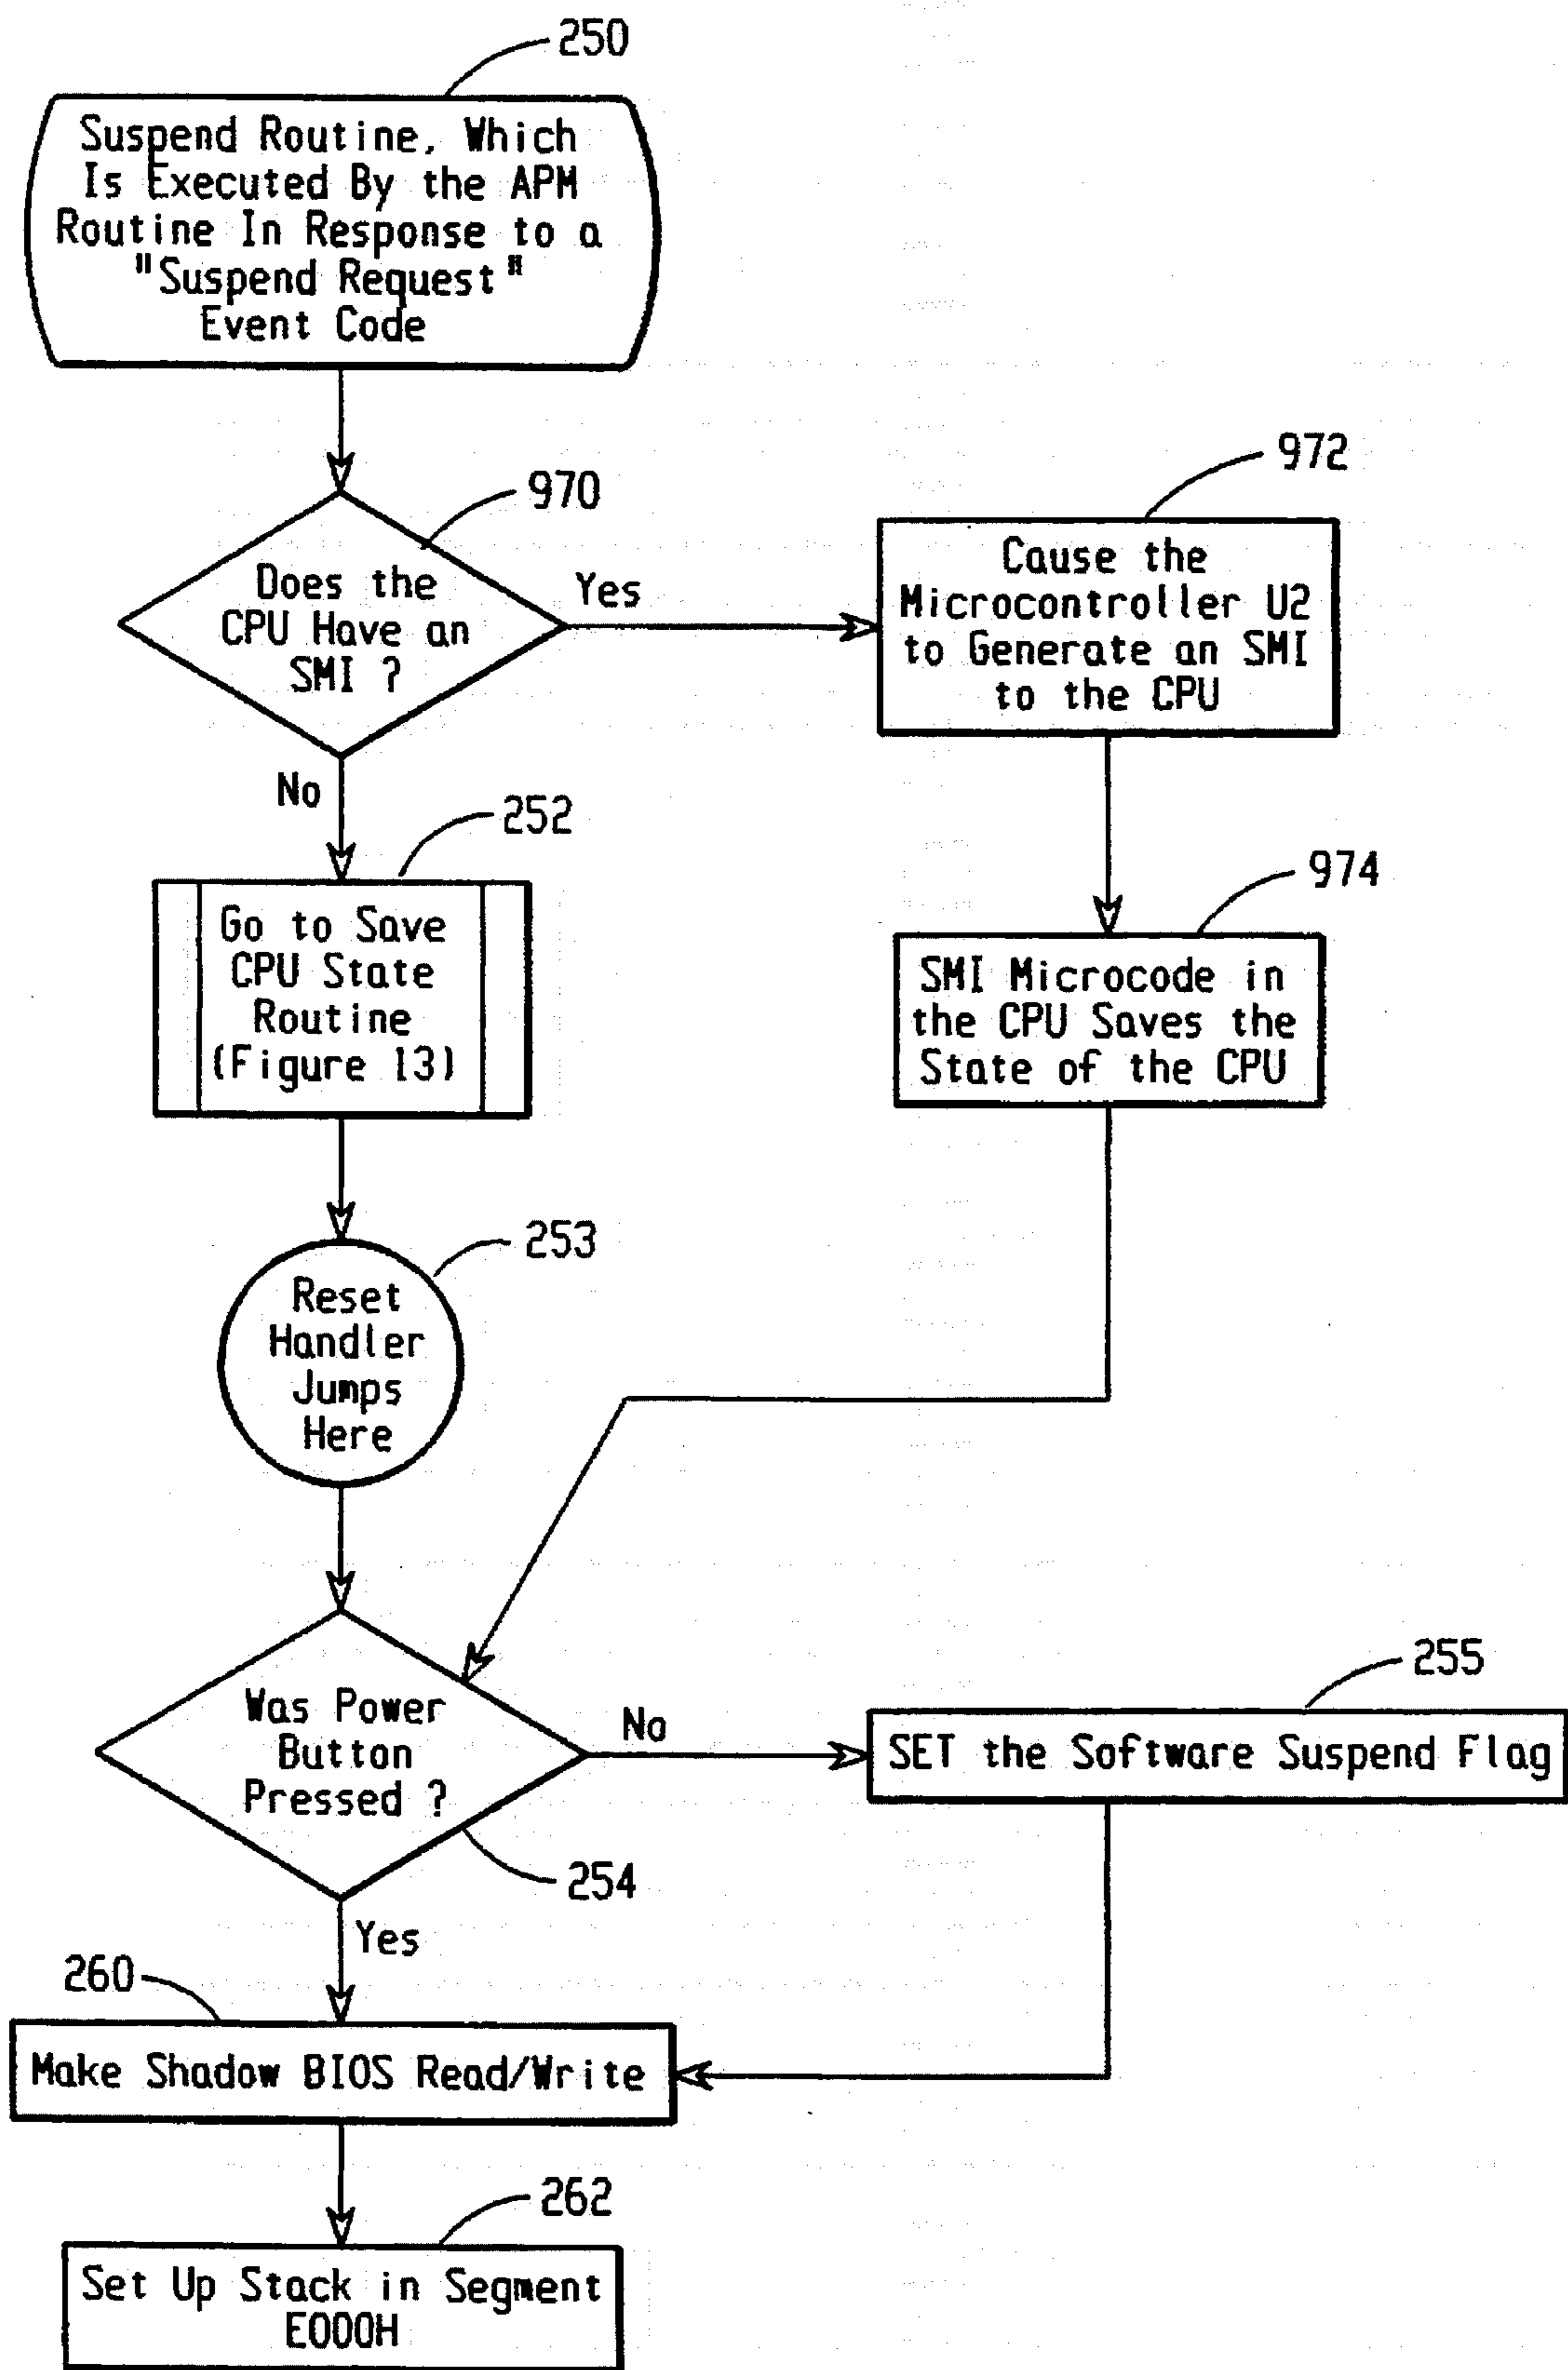 250
Suspend Routine, Which
Is Executed By the APM
Routine In Response to a
"Suspend Request"
Event Code
970
Does the
CPU Have an
SMI ?
Yes
No
972
Cause the
Microcontroller U2
to Generate an SMI
to the CPU
252
Go to Save
CPU State
Routine
(Figure 13)
974
SMI Microcode in
the CPU Saves the
State of the CPU
253
Reset
Handler
Jumps
Here
Was Power
Button
Pressed ?
254
No
Yes
255
SET the Software Suspend Flag
260
Make Shadow BIOS Read/Write
262
Set Up Stack in Segment
E000H